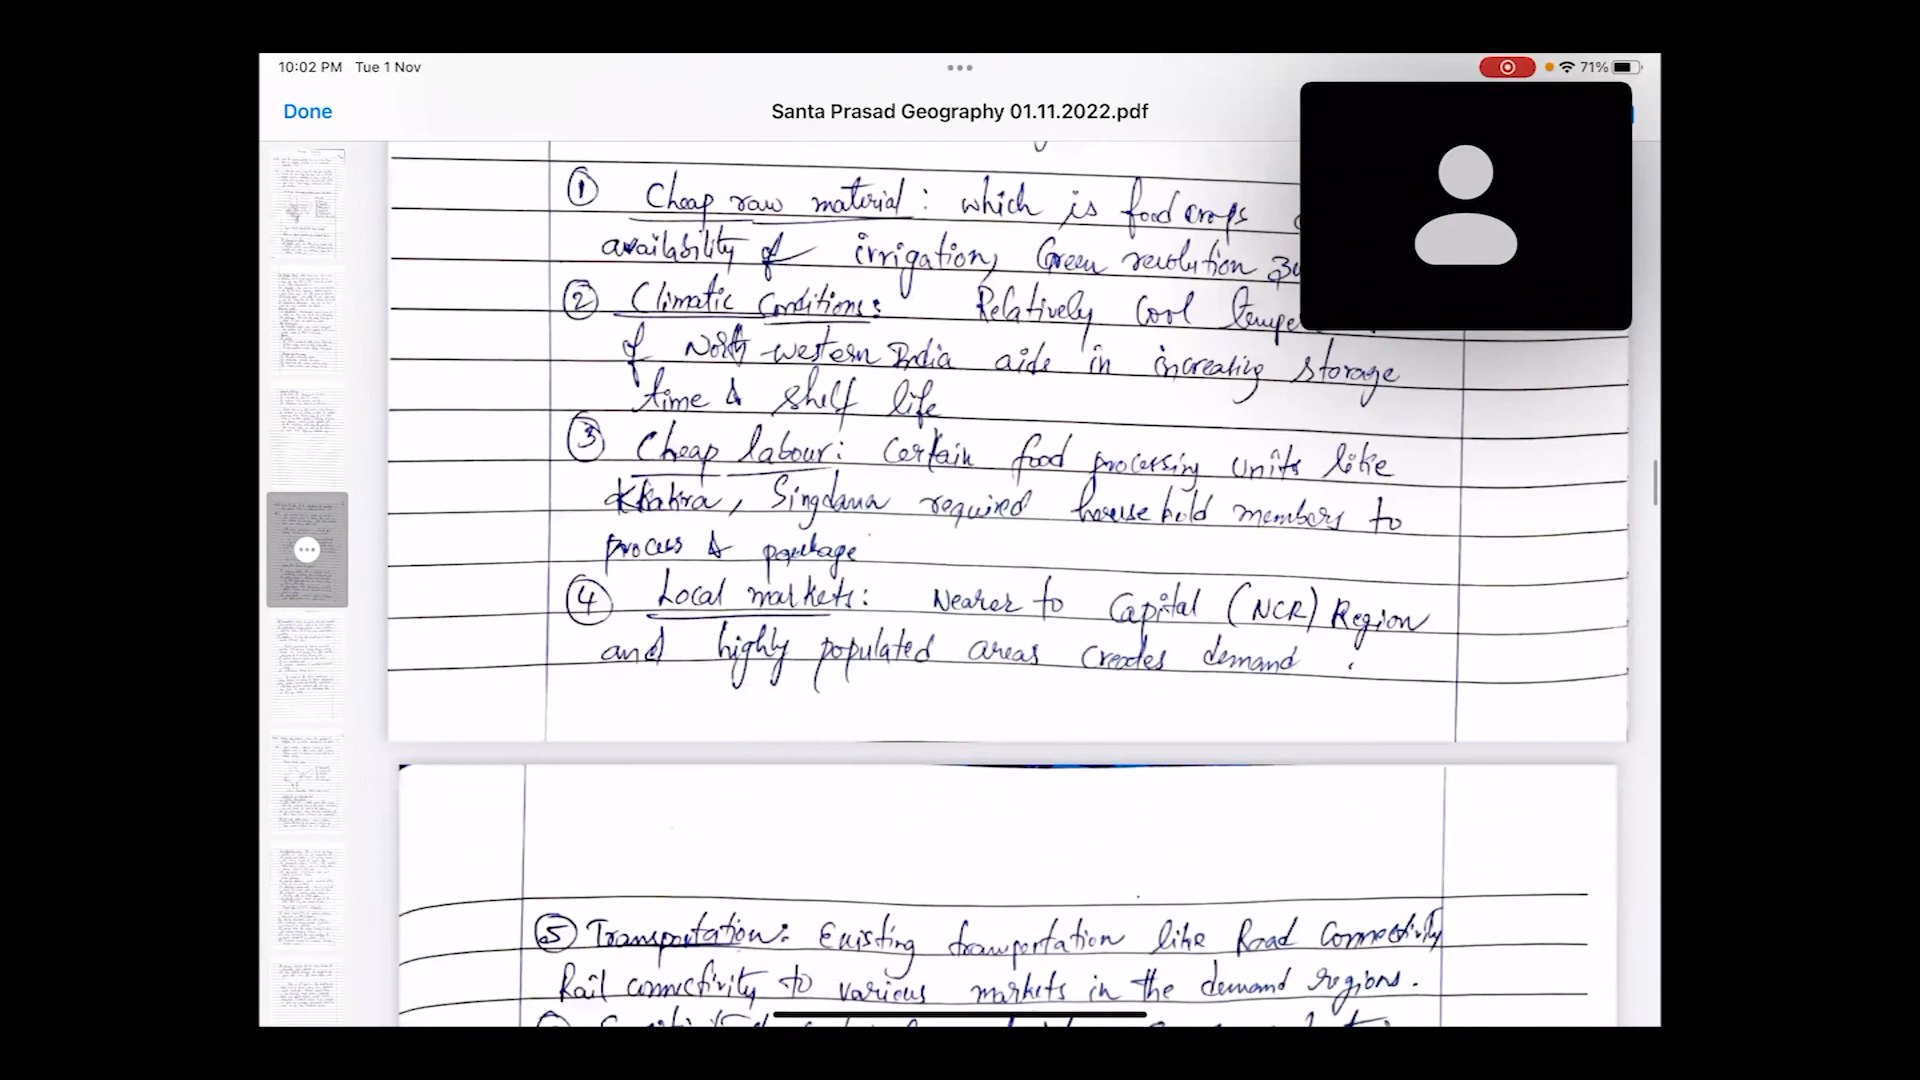 10:02 PM Tue 1 Nov
71%
Done
Santa Prasad Geography 01.11.2022.pdf
① Cheap raw material : which is food crops
availability of irrigation, Green revolution
② Climatic Conditions : Relatively Cool
of North-western India aids in increasing storage
time & shelf life
③ Cheap labour : Certain food processing units like
Khakra, Singdana required household members to
process & package
④ Local markets : Nearer to Capital (NCR) Region
and highly populated areas creates demand .
⑤ Transportation : Existing transportation like Road Connectivity
Rail connectivity to various markets in the demand regions .